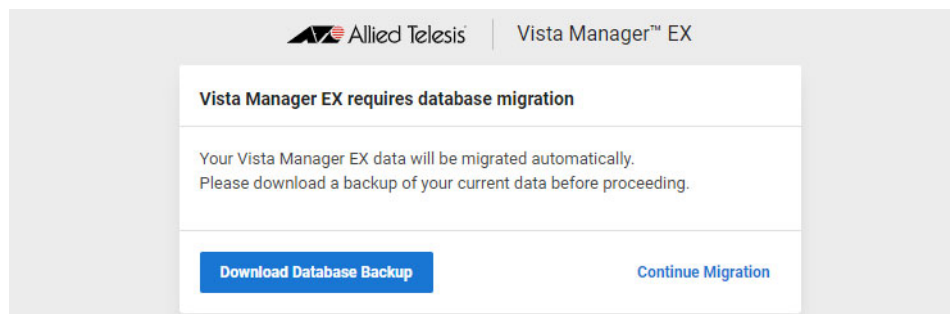 Allied Telesis Vista Manager™ EX
Vista Manager EX requires database migration
Your Vista Manager EX data will be migrated automatically.
Please download a backup of your current data before proceeding.
Download Database Backup Continue Migration